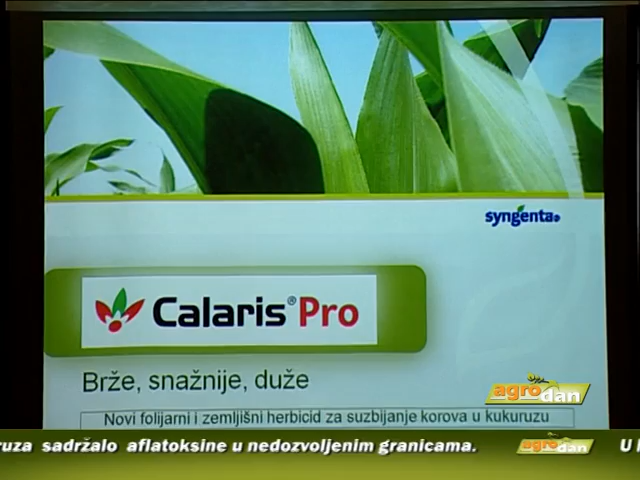 syngenta
Calaris® Pro
Brže, snažnije, duže
agro dan
Novi folijarni i zemljišni herbicid za suzbijanje korova u kukuruzu
ruza sadržalo aflatoksine u nedozvoljenim granicama. agro dan U